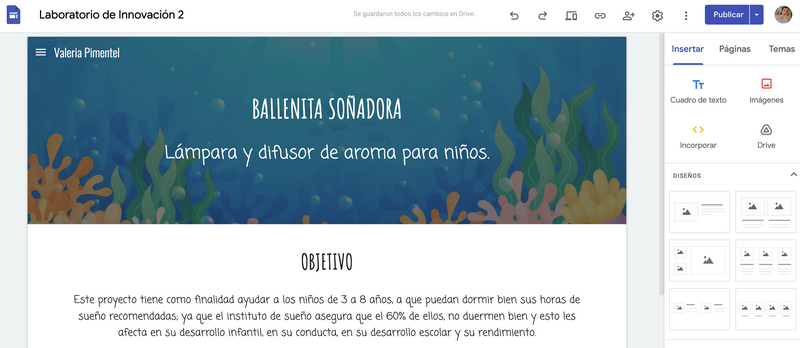 Laboratorio de Innovación 2
Se guardaron todos los cambios en Drive.
Publicar
Valeria Pimentel
BALLENITA SOÑADORA
Lámpara y difusor de aroma para niños.
OBJETIVO
Este proyecto tiene como finalidad ayudar a los niños de 3 a 8 años, a que puedan dormir bien sus horas de
sueño recomendadas; ya que el instituto de sueño asegura que el 60% de ellos, no duermen bien y esto les
afecta en su desarrollo infantil, en su conducta, en su desarrollo escolar y su rendimiento.
Insertar Páginas Temas
Tt
Cuadro de texto Imágenes
Incorporar Drive
DISEÑOS